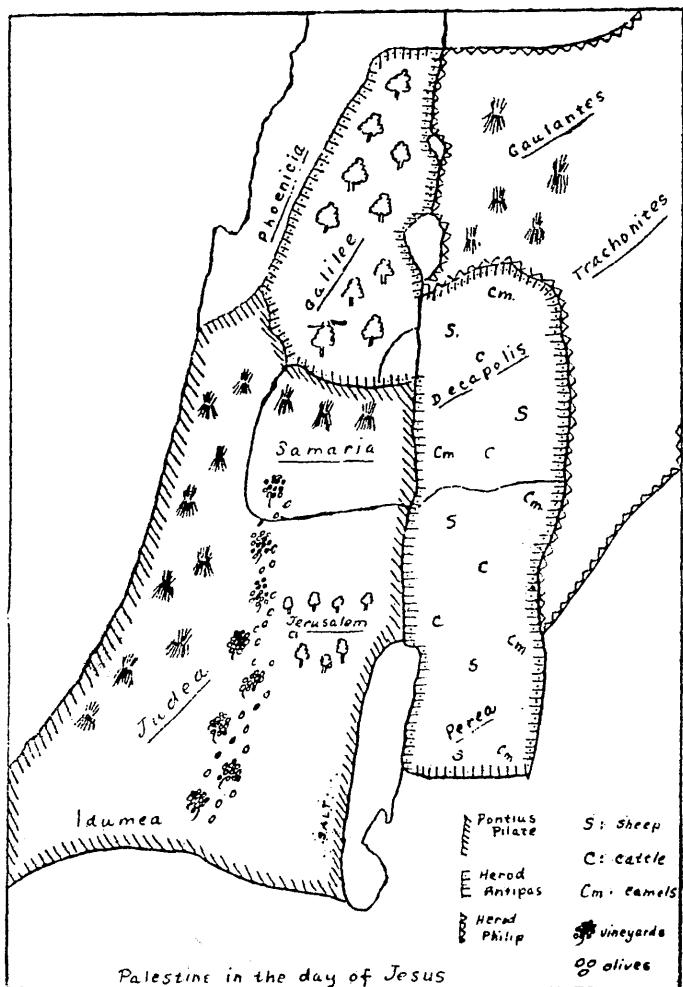 Phoenicia
Galilee
Gaulantes
Trachonites
Cm.
S.
C
Decapolis
S
Cm C
Samaria
Cm
S
C
Jerusalem
C
Cm
Judea
S
Perea
S Cm
Idumea
SALT
Pontius
Pilate
Herod
Antipas
Herod
Philip
S: Sheep
C: Cattle
Cm. Camels
vineyards
olives
Palestine in the day of Jesus